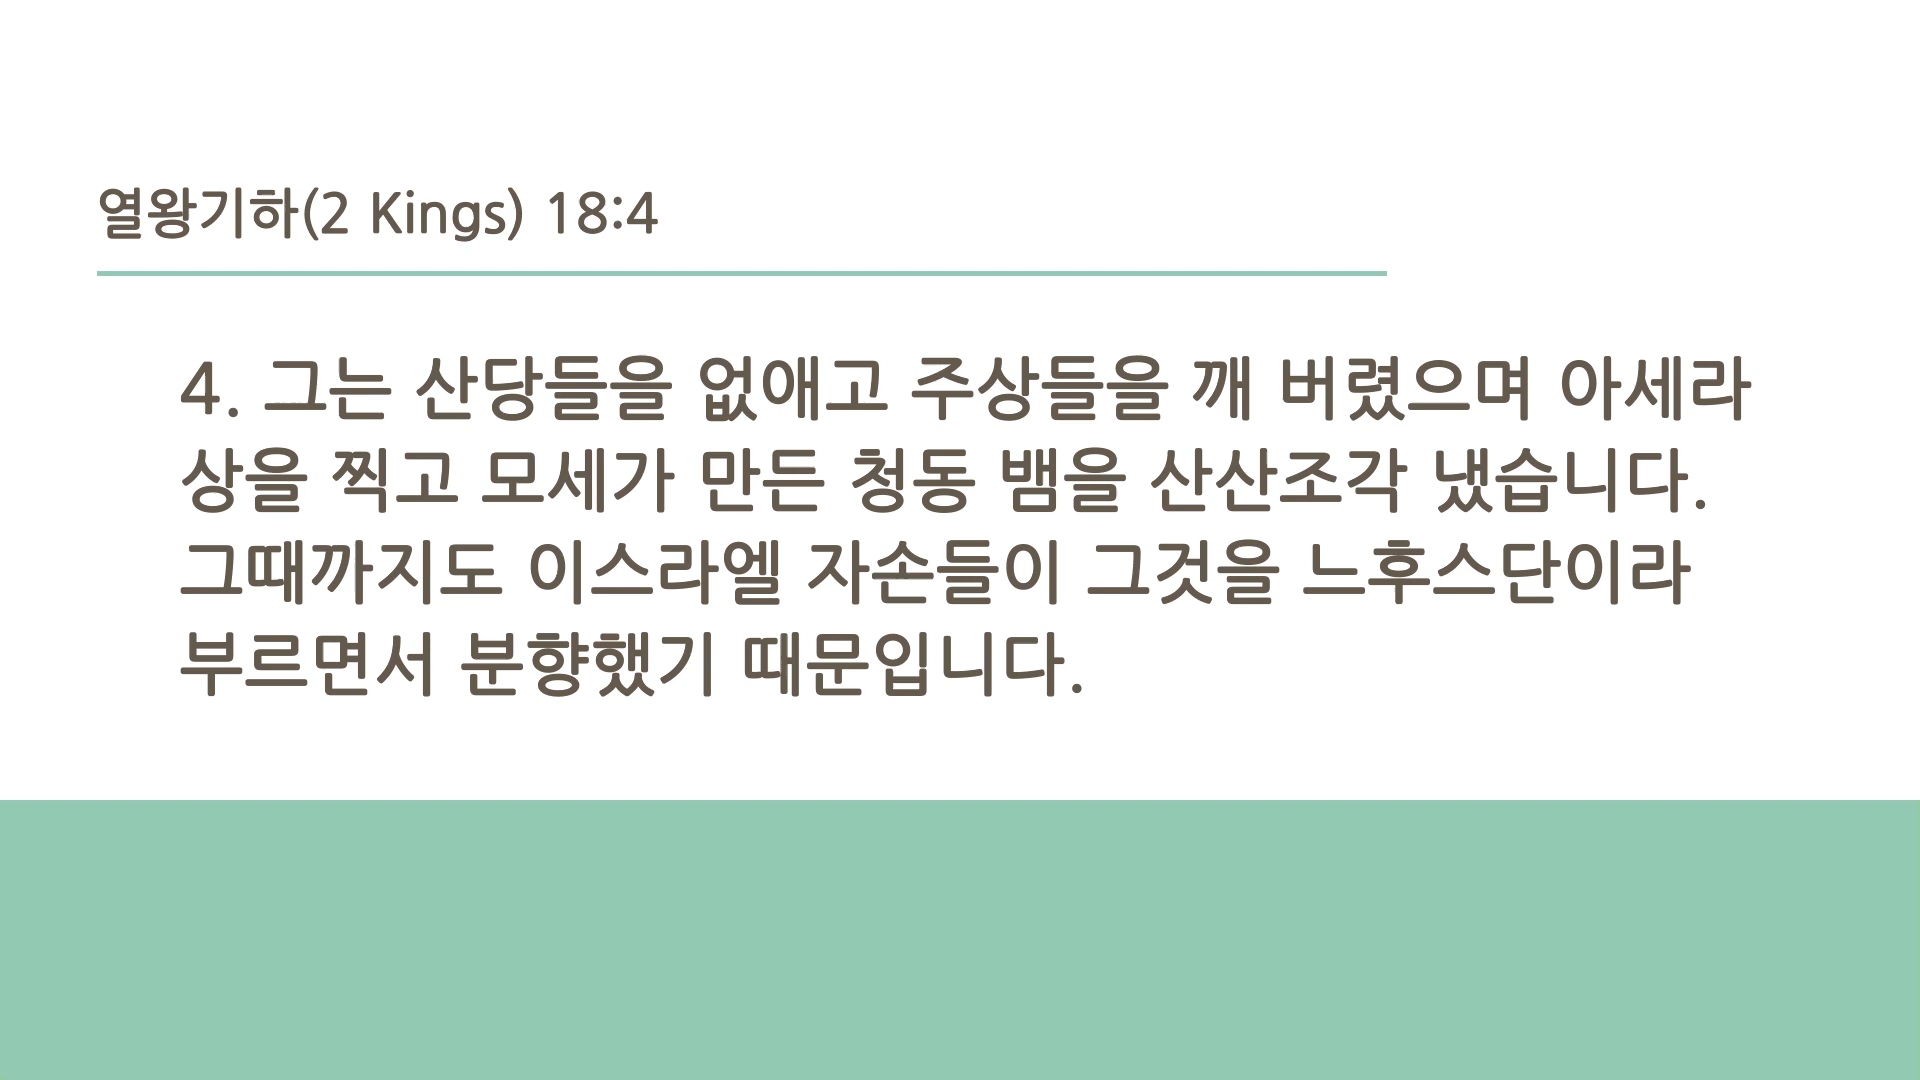 열왕기하(2 Kings) 18:4
4. 그는 산당들을 없애고 주상들을 깨 버렸으며 아세라
상을 찍고 모세가 만든 청동 뱀을 산산조각 냈습니다.
그때까지도 이스라엘 자손들이 그것을 느후스단이라
부르면서 분향했기 때문입니다.